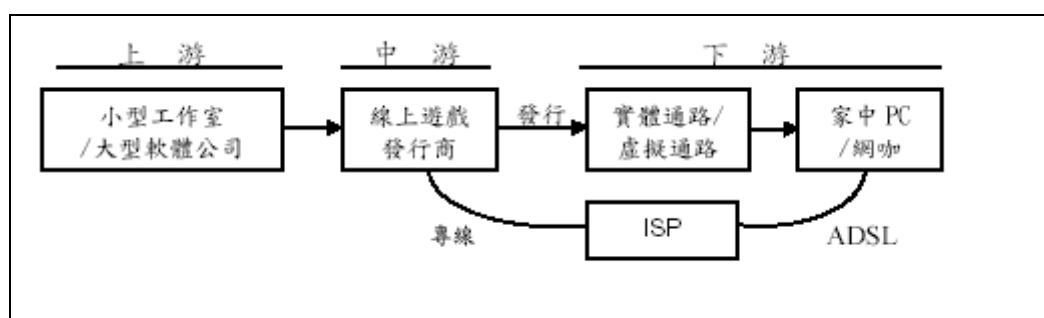 上 游
中 游
下 游
小型工作室
/大型軟體公司
線上遊戲
發行商
發行
實體通路/
虛擬通路
家中 PC
/網咖
專線
ISP
ADSL